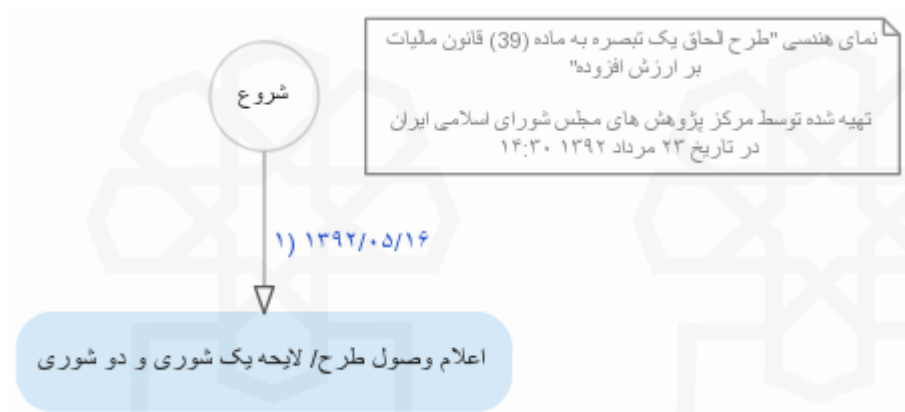 نمای هندسی "طرح الحاق یک تبصره به ماده (39) قانون مالیات
بر ارزش افزوده"
تهیه شده توسط مرکز پژوهش های مجلس شورای اسلامی ایران
در تاریخ ۲۳ مرداد ۱۳۹۲ ۱۴:۳۰
شروع
۱) ۱۳۹۲/۰۵/۱۶
اعلام وصول طرح/ لایحه یک شوری و دو شوری